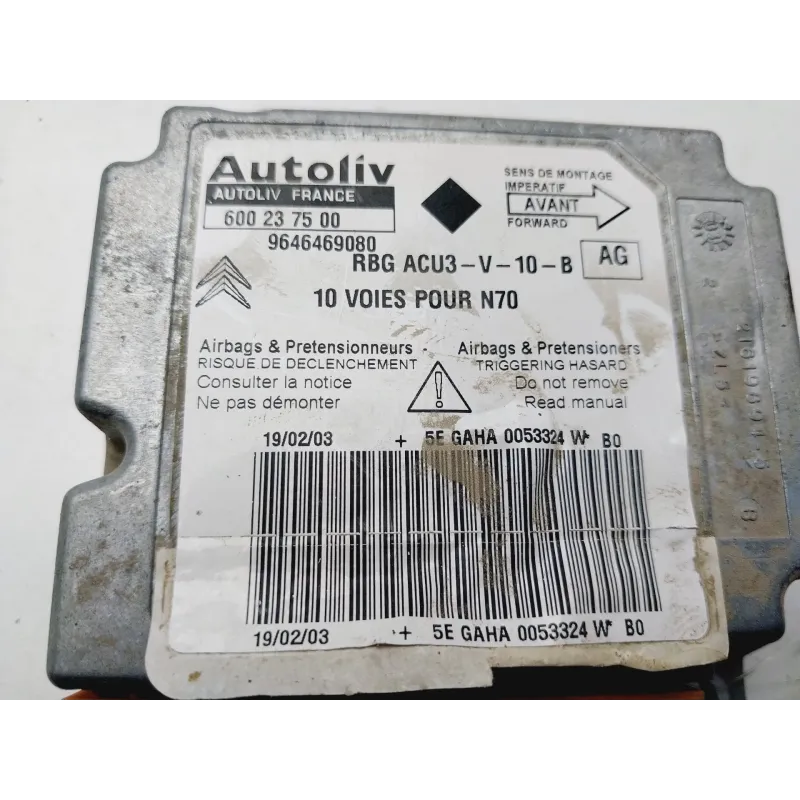 Autoliv
AUTOLIV FRANCE
600 23 75 00
9646469080
SENS DE MONTAGE
IMPERATIF
AVANT
FORWARD
RBG ACU3-V-10-B AG
10 VOIES POUR N70
Airbags & Pretensionneurs
RISQUE DE DECLENCHEMENT
Consulter la notice
Ne pas démonter
!
Airbags & Pretensioners
TRIGGERING HASARD
Do not remove
Read manual
19/02/03 + 5E GAHA 0053324 W* B0
19/02/03 + 5E GAHA 0053324 W* B0